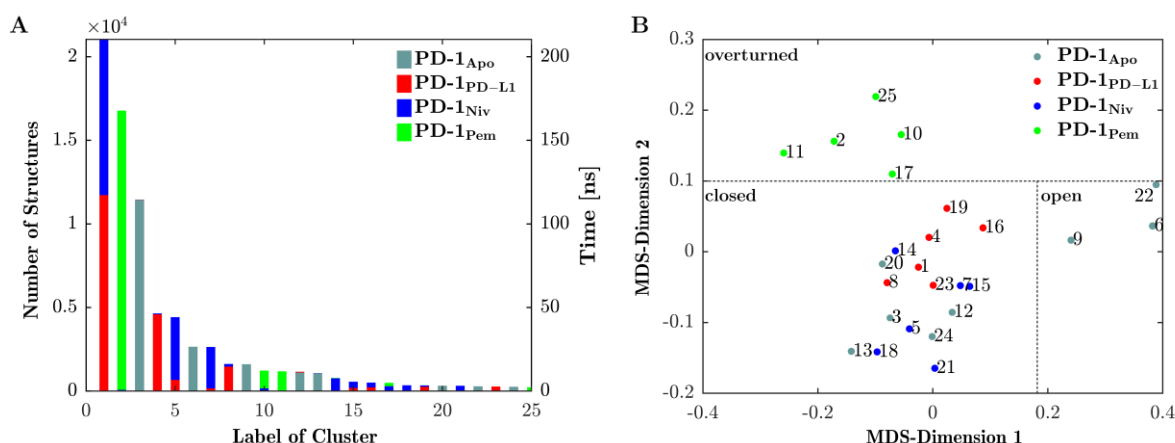 A
×10⁴
2
1.5
1
0.5
0
Number of Structures
PD-1Apo
PD-1PD−L1
PD-1Niv
PD-1Pem
200
150
100
50
0
Time [ns]
0 5 10 15 20 25
Label of Cluster
B
0.3
0.2
0.1
0
-0.1
-0.2
MDS-Dimension 2
overturned
PD-1Apo
PD-1PD−L1
PD-1Niv
PD-1Pem
25
10
2
11
17
closed
open
22
19
16
6
4
9
14
20
1
8
23
7
15
3
12
5
24
13
18
21
-0.4 -0.2 0 0.2 0.4
MDS-Dimension 1